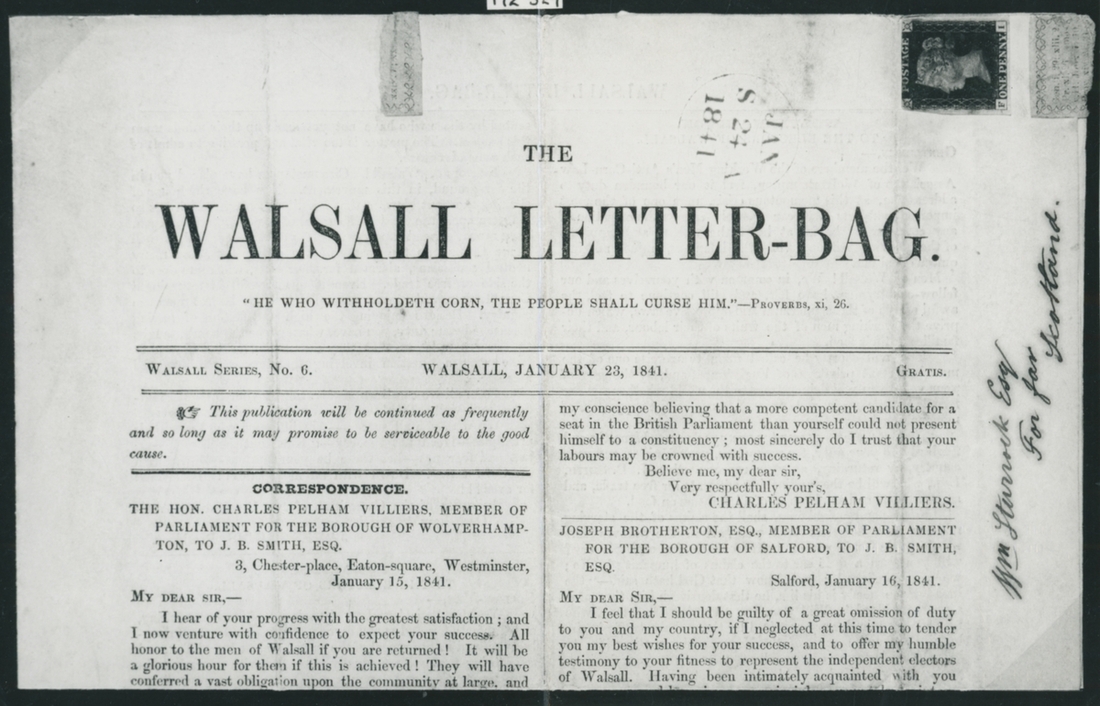 POSTAGE
ONE PENNY
F
I
S 24
1841
THE
WALSALL LETTER-BAG.
"HE WHO WITHHOLDETH CORN, THE PEOPLE SHALL CURSE HIM."—PROVERBS, xi, 26.
WALSALL SERIES, No. 6.
WALSALL, JANUARY 23, 1841.
GRATIS.
☞ This publication will be continued as frequently
and so long as it may promise to be serviceable to the good
cause.
CORRESPONDENCE.
THE HON. CHARLES PELHAM VILLIERS, MEMBER OF
PARLIAMENT FOR THE BOROUGH OF WOLVERHAMP-
TON, TO J. B. SMITH, ESQ.
3, Chester-place, Eaton-square, Westminster,
January 15, 1841.
MY DEAR SIR,—
I hear of your progress with the greatest satisfaction ; and
I now venture with confidence to expect your success. All
honor to the men of Walsall if you are returned ! It will be
a glorious hour for them if this is achieved ! They will have
conferred a vast obligation upon the community at large, and
my conscience believing that a more competent candidate for a
seat in the British Parliament than yourself could not present
himself to a constituency ; most sincerely do I trust that your
labours may be crowned with success.
Believe me, my dear sir,
Very respectfully your's,
CHARLES PELHAM VILLIERS.
JOSEPH BROTHERTON, ESQ., MEMBER OF PARLIAMENT
FOR THE BOROUGH OF SALFORD, TO J. B. SMITH,
ESQ.
Salford, January 16, 1841.
MY DEAR SIR,—
I feel that I should be guilty of a great omission of duty
to you and my country, if I neglected at this time to tender
you my best wishes for your success, and to offer my humble
testimony to your fitness to represent the independent electors
of Walsall. Having been intimately acquainted with you
Wm Sturrock Esq
For far
Scotland.